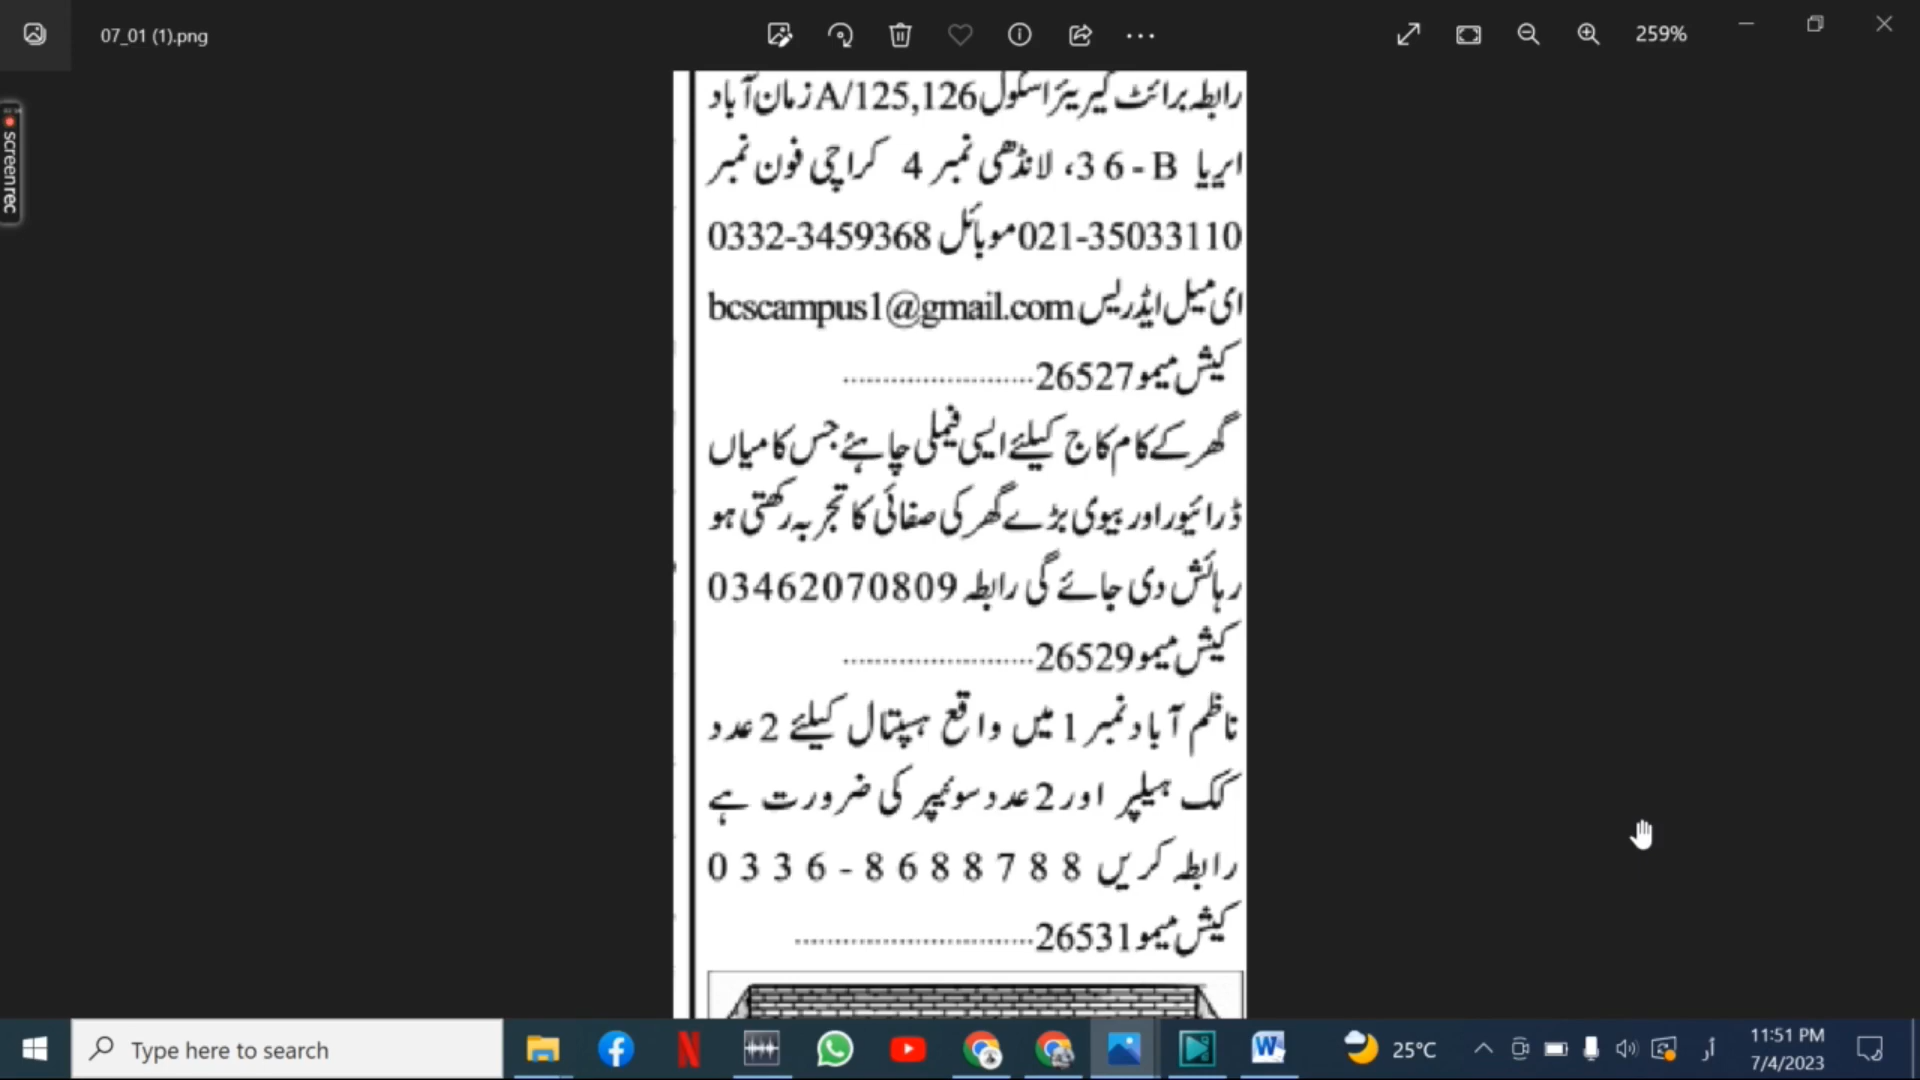 07_01 (1).png
259%
screenrec
رابطہ برائٹ کیریئر اسکول A/125,126 زمان آباد
ایریا 36-B، لانڈھی نمبر 4 کراچی فون نمبر
021-35033110 موبائل 0332-3459368
ای میل ایڈریس bcscampus1@gmail.com
کیش میمو 26527........................
گھر کے کام کاج کیلئے ایسی فیملی چاہئے جس کا میاں
ڈرائیور اور بیوی بڑے گھر کی صفائی کا تجربہ رکھتی ہو
رہائش دی جائے گی رابطہ 03462070809
کیش میمو 26529........................
ناظم آباد نمبر 1 میں واقع ہسپتال کیلئے 2 عدد
کک ہیلپر اور 2 عدد سوئیپر کی ضرورت ہے
رابطہ کریں 0336-8688788
کیش میمو 26531..............................
Type here to search
25°C
11:51 PM
7/4/2023